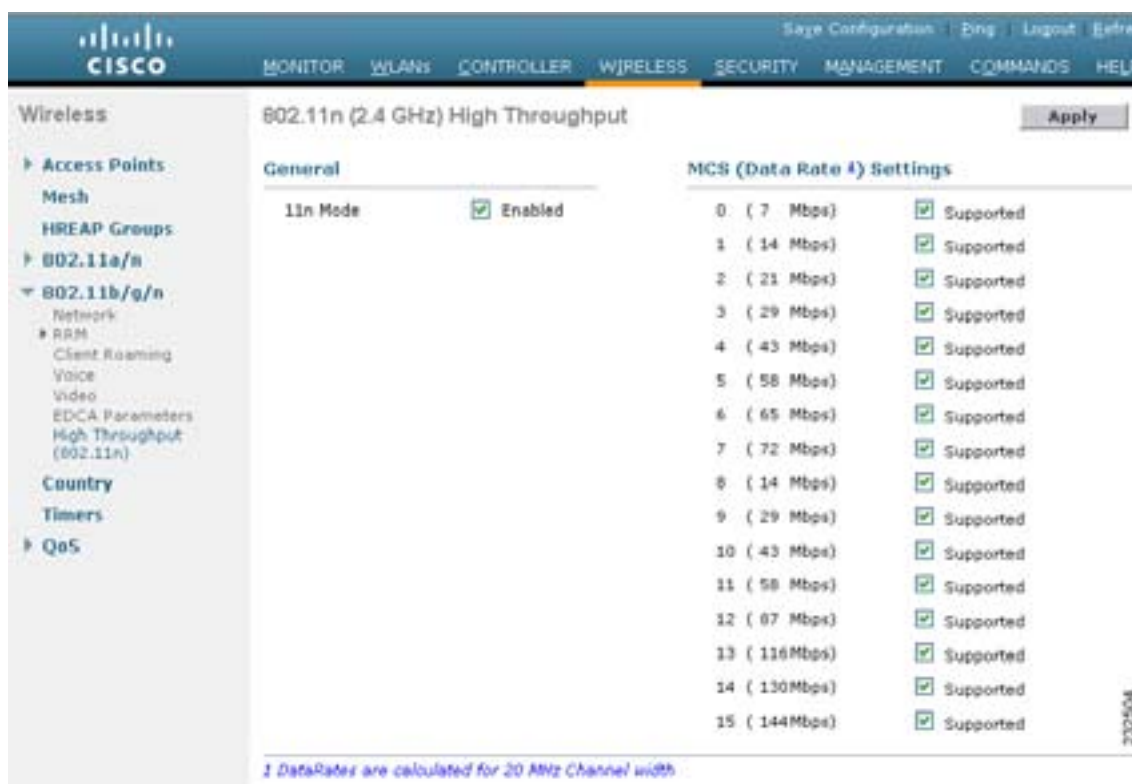 Save Configuration Ping Logout Refre
CISCO
MONITOR WLANs CONTROLLER WIRELESS SECURITY MANAGEMENT COMMANDS HEL
Wireless
Access Points
Mesh
HREAP Groups
802.11a/n
802.11b/g/n
Network
RRM
Client Roaming
Voice
Video
EDCA Parameters
High Throughput
(802.11n)
Country
Timers
QoS
802.11n (2.4 GHz) High Throughput
Apply
General
11n Mode Enabled
MCS (Data Rate 1) Settings
0 ( 7 Mbps) Supported
1 ( 14 Mbps) Supported
2 ( 21 Mbps) Supported
3 ( 29 Mbps) Supported
4 ( 43 Mbps) Supported
5 ( 58 Mbps) Supported
6 ( 65 Mbps) Supported
7 ( 72 Mbps) Supported
8 ( 14 Mbps) Supported
9 ( 29 Mbps) Supported
10 ( 43 Mbps) Supported
11 ( 58 Mbps) Supported
12 ( 87 Mbps) Supported
13 ( 116Mbps) Supported
14 ( 130Mbps) Supported
15 ( 144Mbps) Supported
232504
1 DataRates are calculated for 20 MHz Channel width